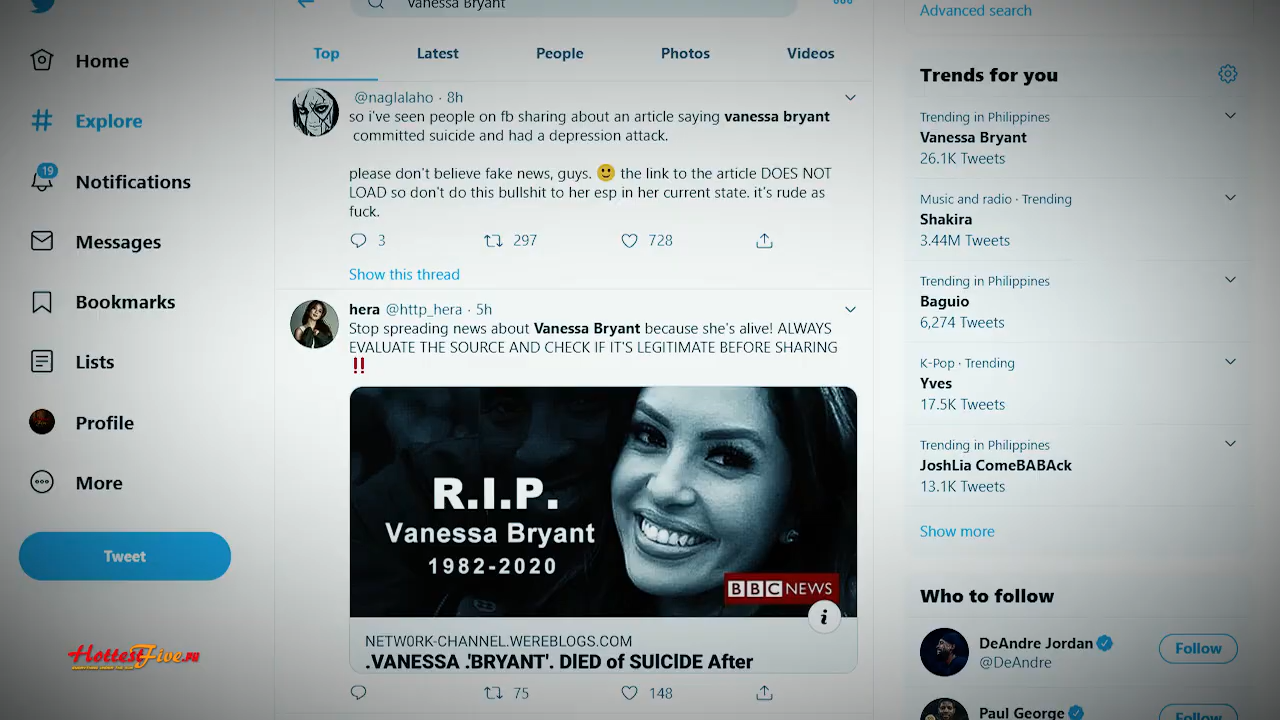 Vanessa Bryant
Advanced search
Home
Explore
19
Notifications
Messages
Bookmarks
Lists
Profile
More
Tweet
Top
Latest
People
Photos
Videos
@naglalaho · 8h
so i've seen people on fb sharing about an article saying vanessa bryant
committed suicide and had a depression attack.
please don't believe fake news, guys. 🙂 the link to the article DOES NOT
LOAD so don't do this bullshit to her esp in her current state. it's rude as
fuck.
3
297
728
Show this thread
hera @http_hera · 5h
Stop spreading news about Vanessa Bryant because she's alive! ALWAYS
EVALUATE THE SOURCE AND CHECK IF IT'S LEGITIMATE BEFORE SHARING
‼️
R.I.P.
Vanessa Bryant
1982-2020
BBC NEWS
NETW0RK-CHANNEL.WEREBLOGS.COM
.VANESSA .'BRYANT'. DIED of SUICIDE After
75
148
Trends for you
Trending in Philippines
Vanessa Bryant
26.1K Tweets
Music and radio · Trending
Shakira
3.44M Tweets
Trending in Philippines
Baguio
6,274 Tweets
K-Pop · Trending
Yves
17.5K Tweets
Trending in Philippines
JoshLia ComeBABAck
13.1K Tweets
Show more
Who to follow
DeAndre Jordan
@DeAndre
Follow
Paul George
Follow
HottestFive.PH